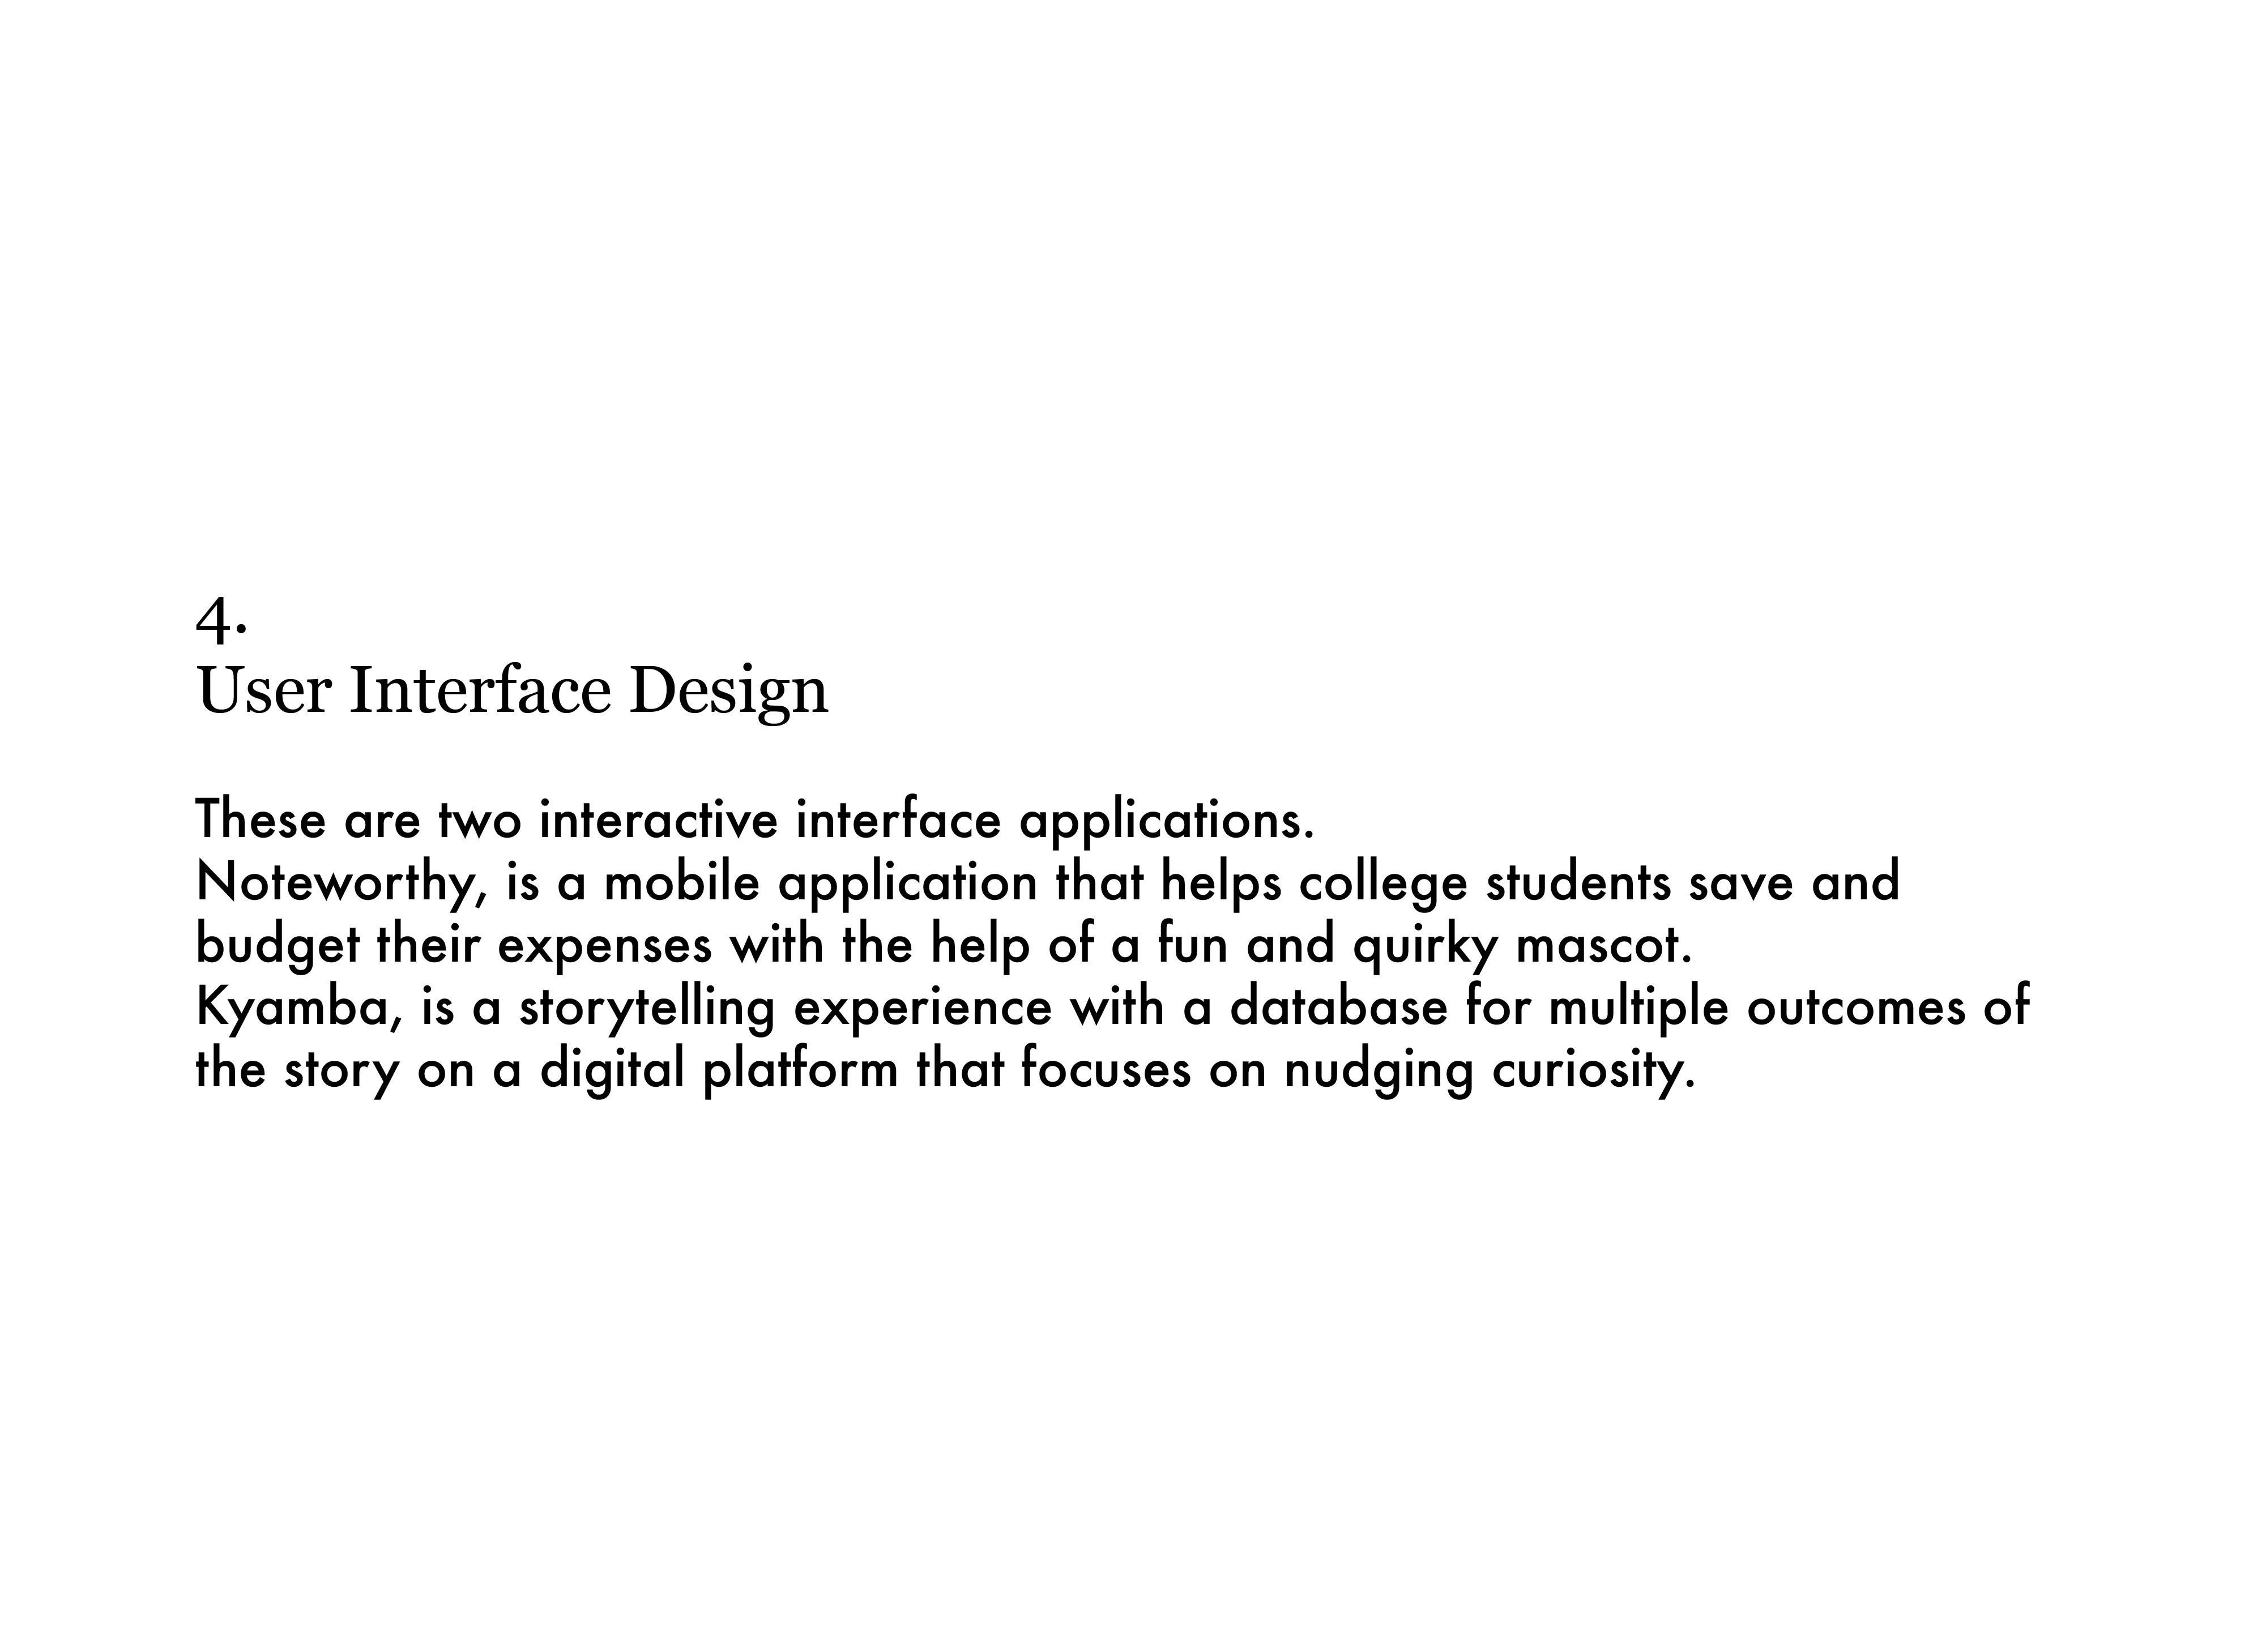 4.
User Interface Design
These are two interactive interface applications.
Noteworthy, is a mobile application that helps college students save and
budget their expenses with the help of a fun and quirky mascot.
Kyamba, is a storytelling experience with a database for multiple outcomes of
the story on a digital platform that focuses on nudging curiosity.